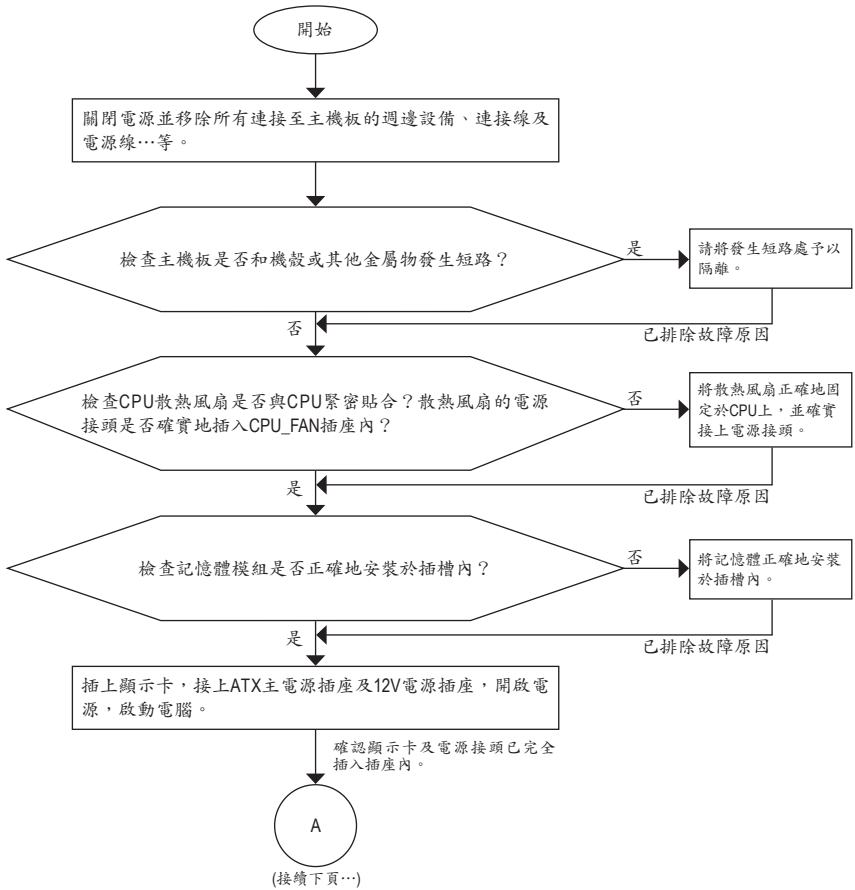 開始
關閉電源並移除所有連接至主機板的週邊設備、連接線及
電源線⋯等。
檢查主機板是否和機殼或其他金屬物發生短路？
是
請將發生短路處予以
隔離。
否
已排除故障原因
檢查CPU散熱風扇是否與CPU緊密貼合？散熱風扇的電源
接頭是否確實地插入CPU_FAN插座內？
否
將散熱風扇正確地固
定於CPU上，並確實
接上電源接頭。
是
已排除故障原因
檢查記憶體模組是否正確地安裝於插槽內？
否
將記憶體正確地安裝
於插槽內。
是
已排除故障原因
插上顯示卡，接上ATX主電源插座及12V電源插座，開啟電
源，啟動電腦。
確認顯示卡及電源接頭已完全
插入插座內。
A
(接續下頁⋯)